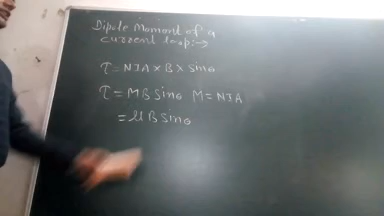 Dipole Moment of a
current loop:→
τ = NIA × B × Sinθ
τ = MB Sinθ M = NIA
= μ B Sinθ